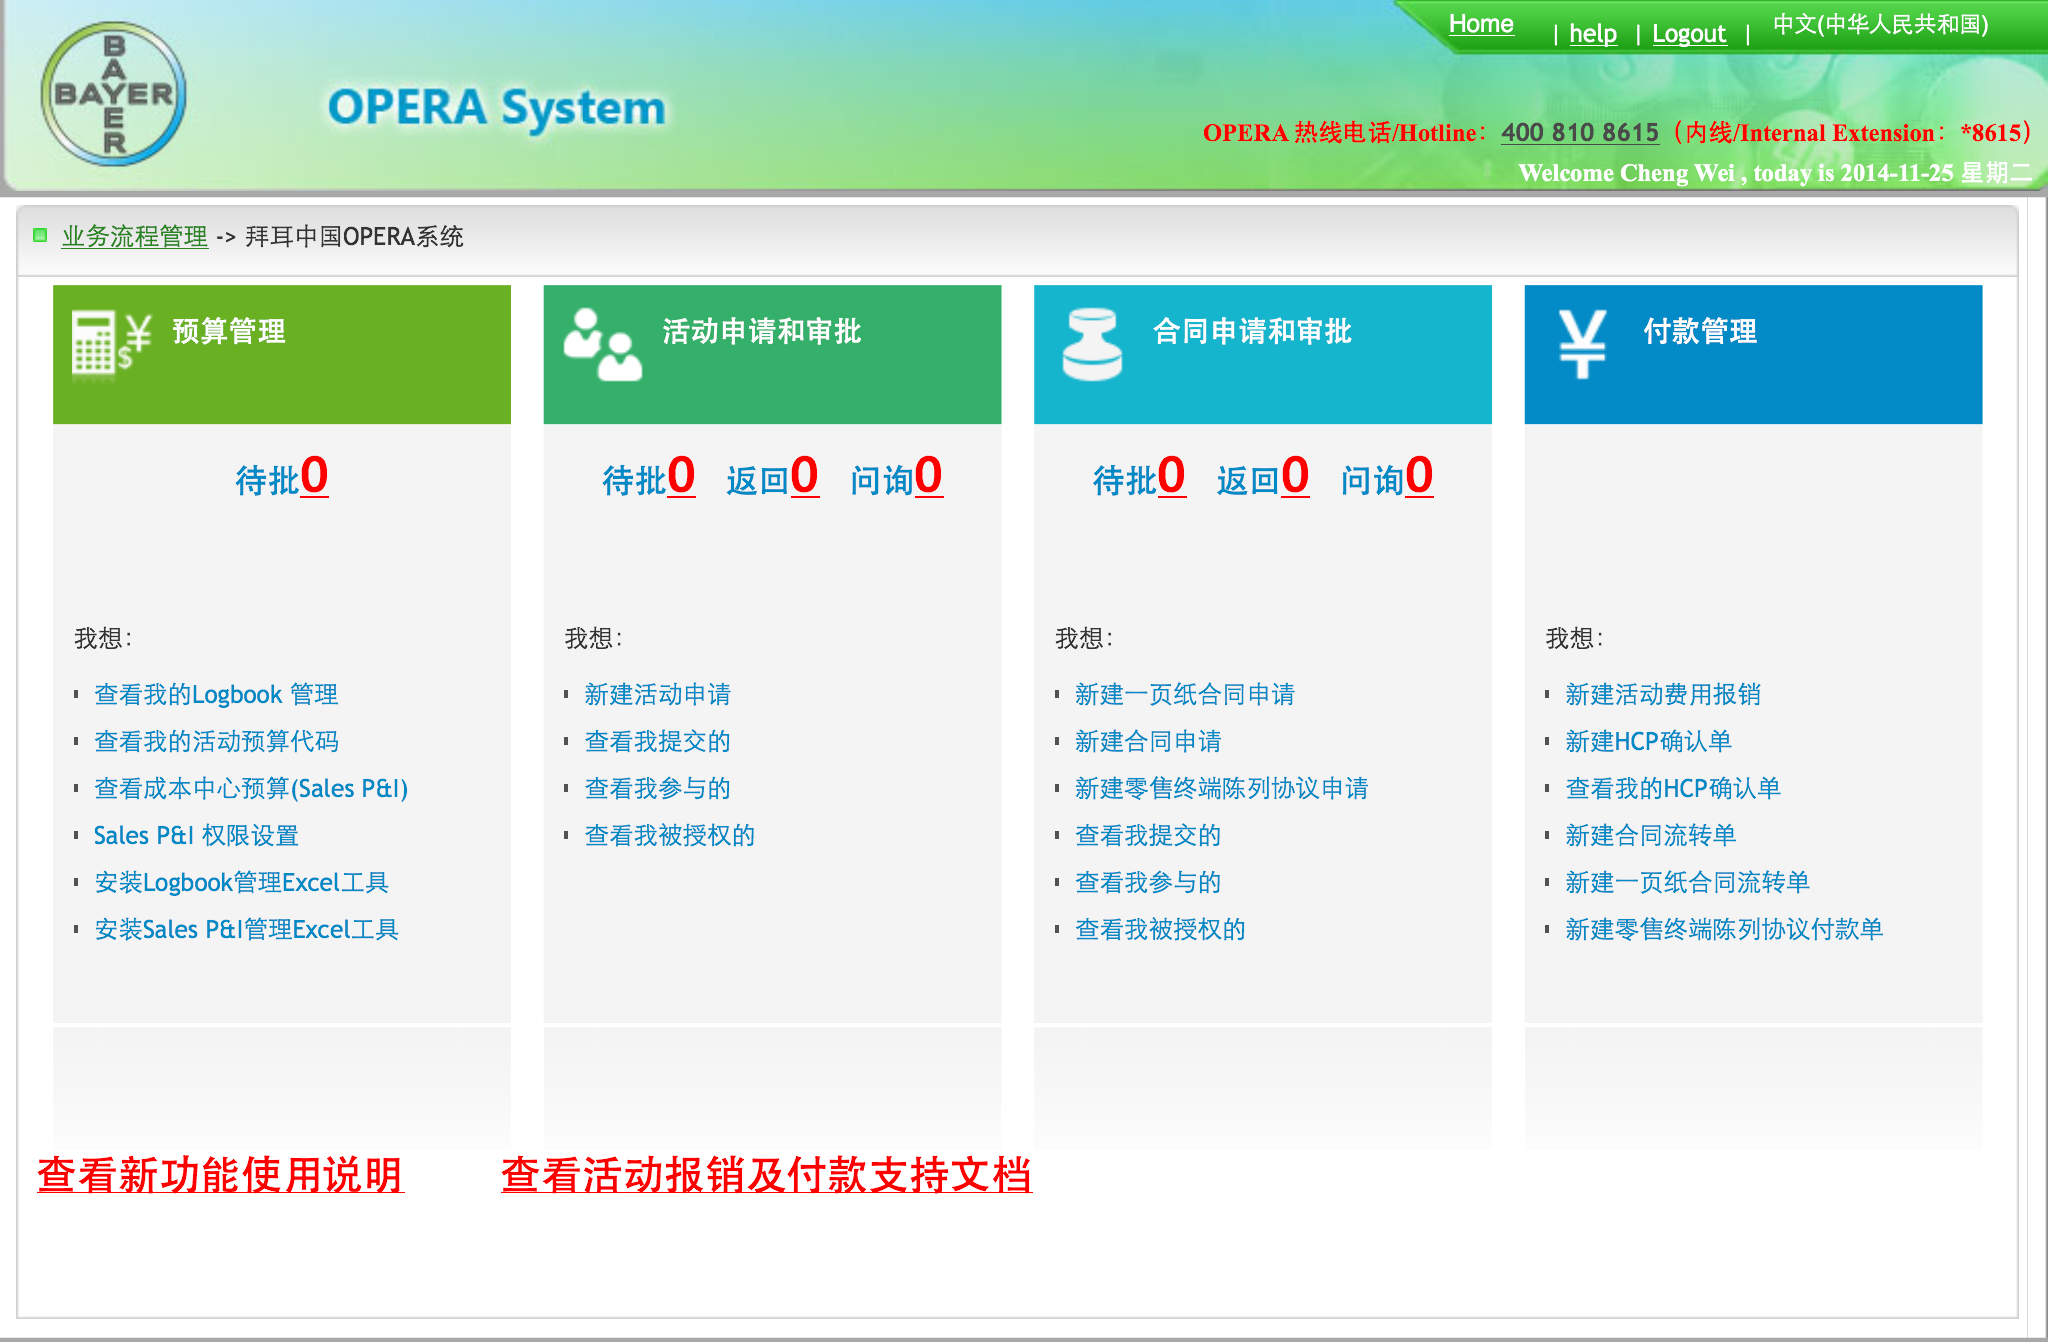 BAYER
BAYER
OPERA System
Home | help | Logout | 中文(中华人民共和国)
OPERA 热线电话/Hotline：400 810 8615（内线/Internal Extension：*8615）
Welcome Cheng Wei , today is 2014-11-25 星期二
业务流程管理 -> 拜耳中国OPERA系统
预算管理
待批0
我想：
查看我的Logbook 管理
查看我的活动预算代码
查看成本中心预算(Sales P&I)
Sales P&I 权限设置
安装Logbook管理Excel工具
安装Sales P&I管理Excel工具
活动申请和审批
待批0 返回0 问询0
我想：
新建活动申请
查看我提交的
查看我参与的
查看我被授权的
合同申请和审批
待批0 返回0 问询0
我想：
新建一页纸合同申请
新建合同申请
新建零售终端陈列协议申请
查看我提交的
查看我参与的
查看我被授权的
付款管理
我想：
新建活动费用报销
新建HCP确认单
查看我的HCP确认单
新建合同流转单
新建一页纸合同流转单
新建零售终端陈列协议付款单
查看新功能使用说明
查看活动报销及付款支持文档